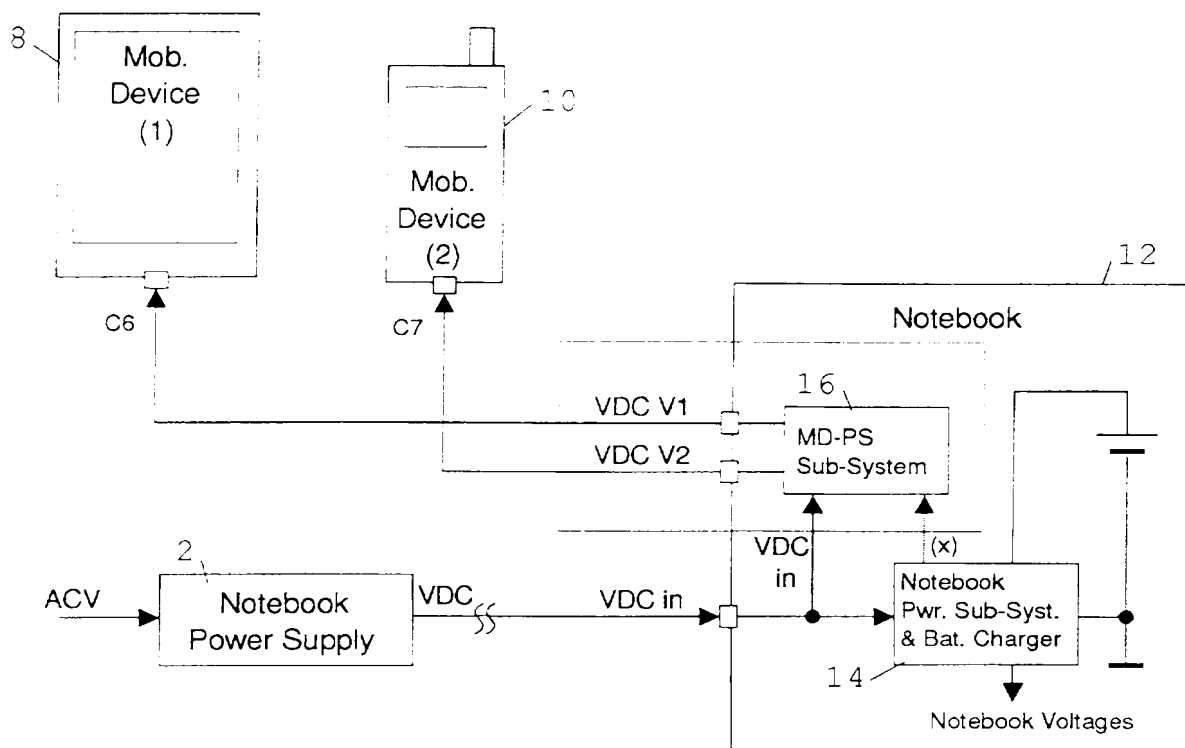 8
Mob.
Device
(1)
10
Mob.
Device
(2)
12
C6
C7
Notebook
16
VDC V1
MD-PS
Sub-System
VDC V2
2
VDC
in
(x)
ACV
Notebook
Power Supply
VDC
VDC in
Notebook
Pwr. Sub-Syst.
& Bat. Charger
14
Notebook Voltages